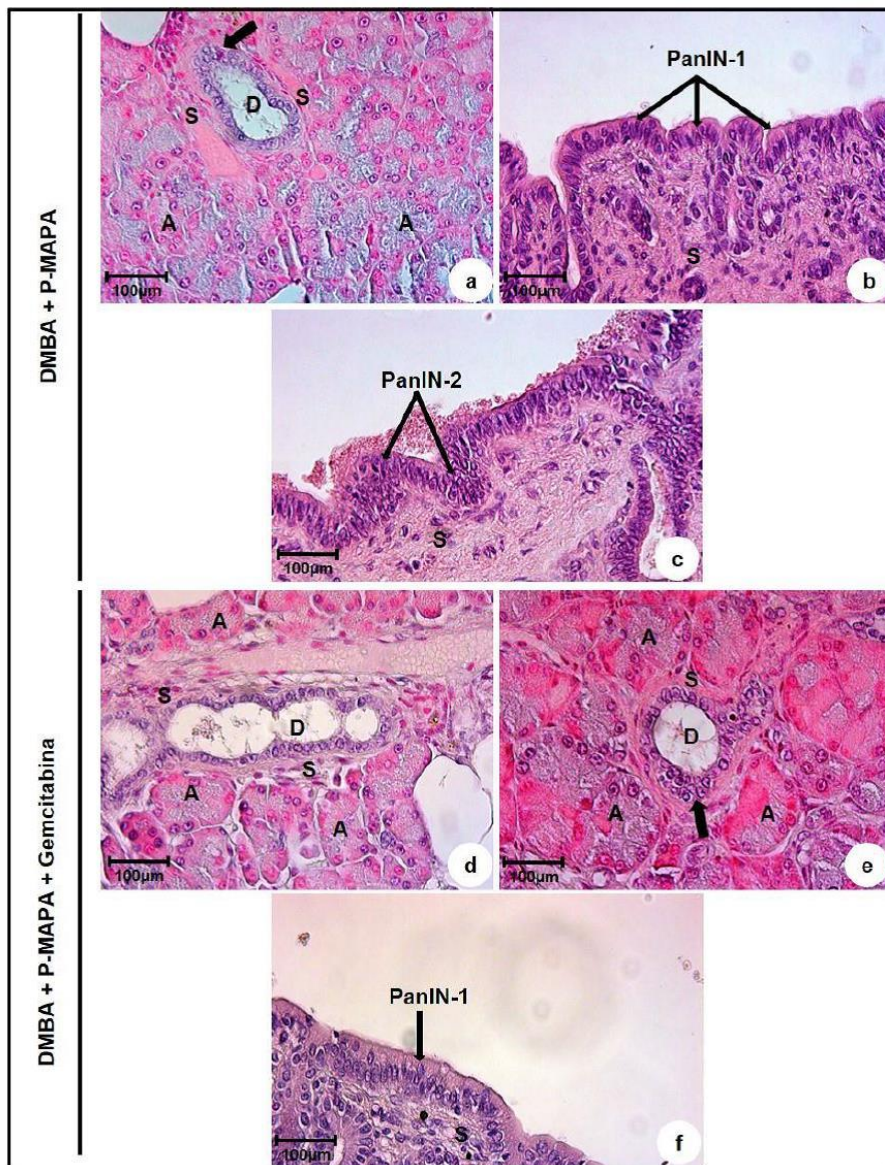 DMBA + P-MAPA
D
S
S
A
A
100µm
a
PanIN-1
S
100µm
b
PanIN-2
S
100µm
c
DMBA + P-MAPA + Gemcitabina
A
S
D
S
A
A
100µm
d
A
S
D
A
A
100µm
e
PanIN-1
S
100µm
f